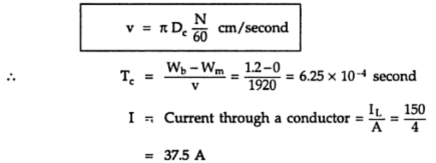 v = π D_c N/60 cm/second
∴ T_c = (W_b – W_m)/v = (1.2–0)/1920 = 6.25 × 10⁻⁴ second
I = Current through a conductor = I_L/A = 150/4
= 37.5 A